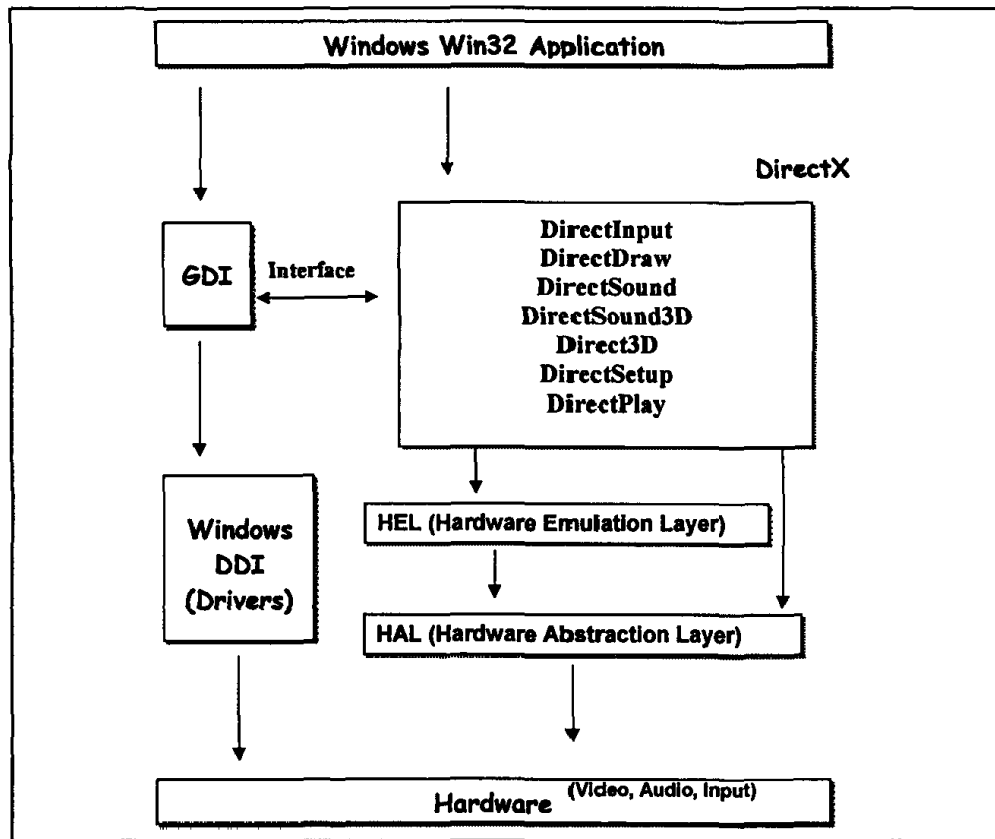 Windows Win32 Application
DirectX
DirectInput
DirectDraw
DirectSound
DirectSound3D
Direct3D
DirectSetup
DirectPlay
GDI
Interface
Windows
DDI
(Drivers)
HEL (Hardware Emulation Layer)
HAL (Hardware Abstraction Layer)
Hardware (Video, Audio, Input)